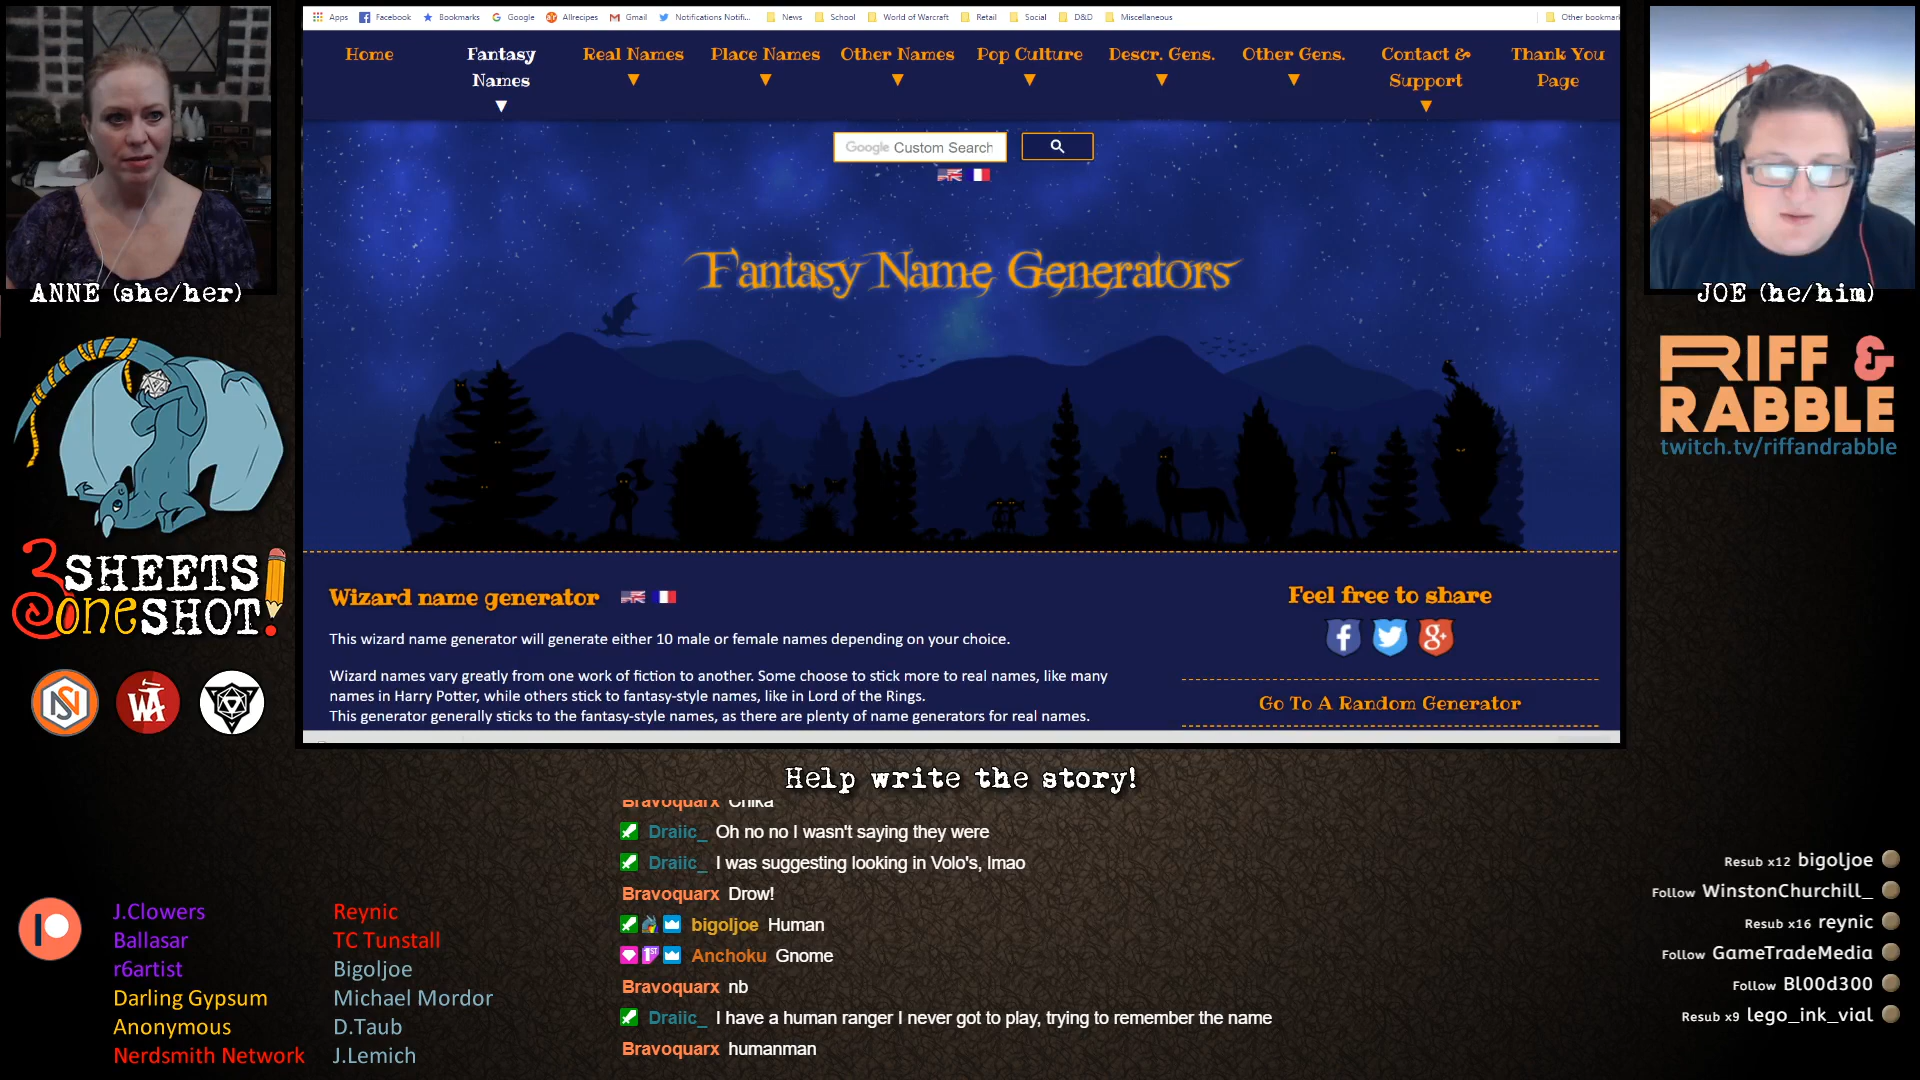 Apps Facebook Bookmarks Google Allrecipes Gmail Notifications Notifi... News School World of Warcraft Retail Social D&D Miscellaneous Other bookmar
Home Fantasy Names ▼ Real Names ▼ Place Names ▼ Other Names ▼ Pop Culture ▼ Descr. Gens. ▼ Other Gens. ▼ Contact & Support ▼ Thank You Page
Google Custom Search
Fantasy Name Generators
ANNE (she/her)
JOE (he/him)
RIFF &
RABBLE
twitch.tv/riffandrabble
3 SHEETS
oneSHOT!
NS
WA
Wizard name generator
This wizard name generator will generate either 10 male or female names depending on your choice.
Wizard names vary greatly from one work of fiction to another. Some choose to stick more to real names, like many
names in Harry Potter, while others stick to fantasy-style names, like in Lord of the Rings.
This generator generally sticks to the fantasy-style names, as there are plenty of name generators for real names.
Feel free to share
f
g+
Go To A Random Generator
Help write the story!
Bravoquarx Chika
Draiic_ Oh no no I wasn't saying they were
Draiic_ I was suggesting looking in Volo's, lmao
Bravoquarx Drow!
bigoljoe Human
1ST Anchoku Gnome
Bravoquarx nb
Draiic_ I have a human ranger I never got to play, trying to remember the name
Bravoquarx humanman
J.Clowers
Ballasar
r6artist
Darling Gypsum
Anonymous
Nerdsmith Network
Reynic
TC Tunstall
Bigoljoe
Michael Mordor
D.Taub
J.Lemich
Resub x12 bigoljoe
Follow WinstonChurchill_
Resub x16 reynic
Follow GameTradeMedia
Follow Bl00d300
Resub x9 lego_ink_vial